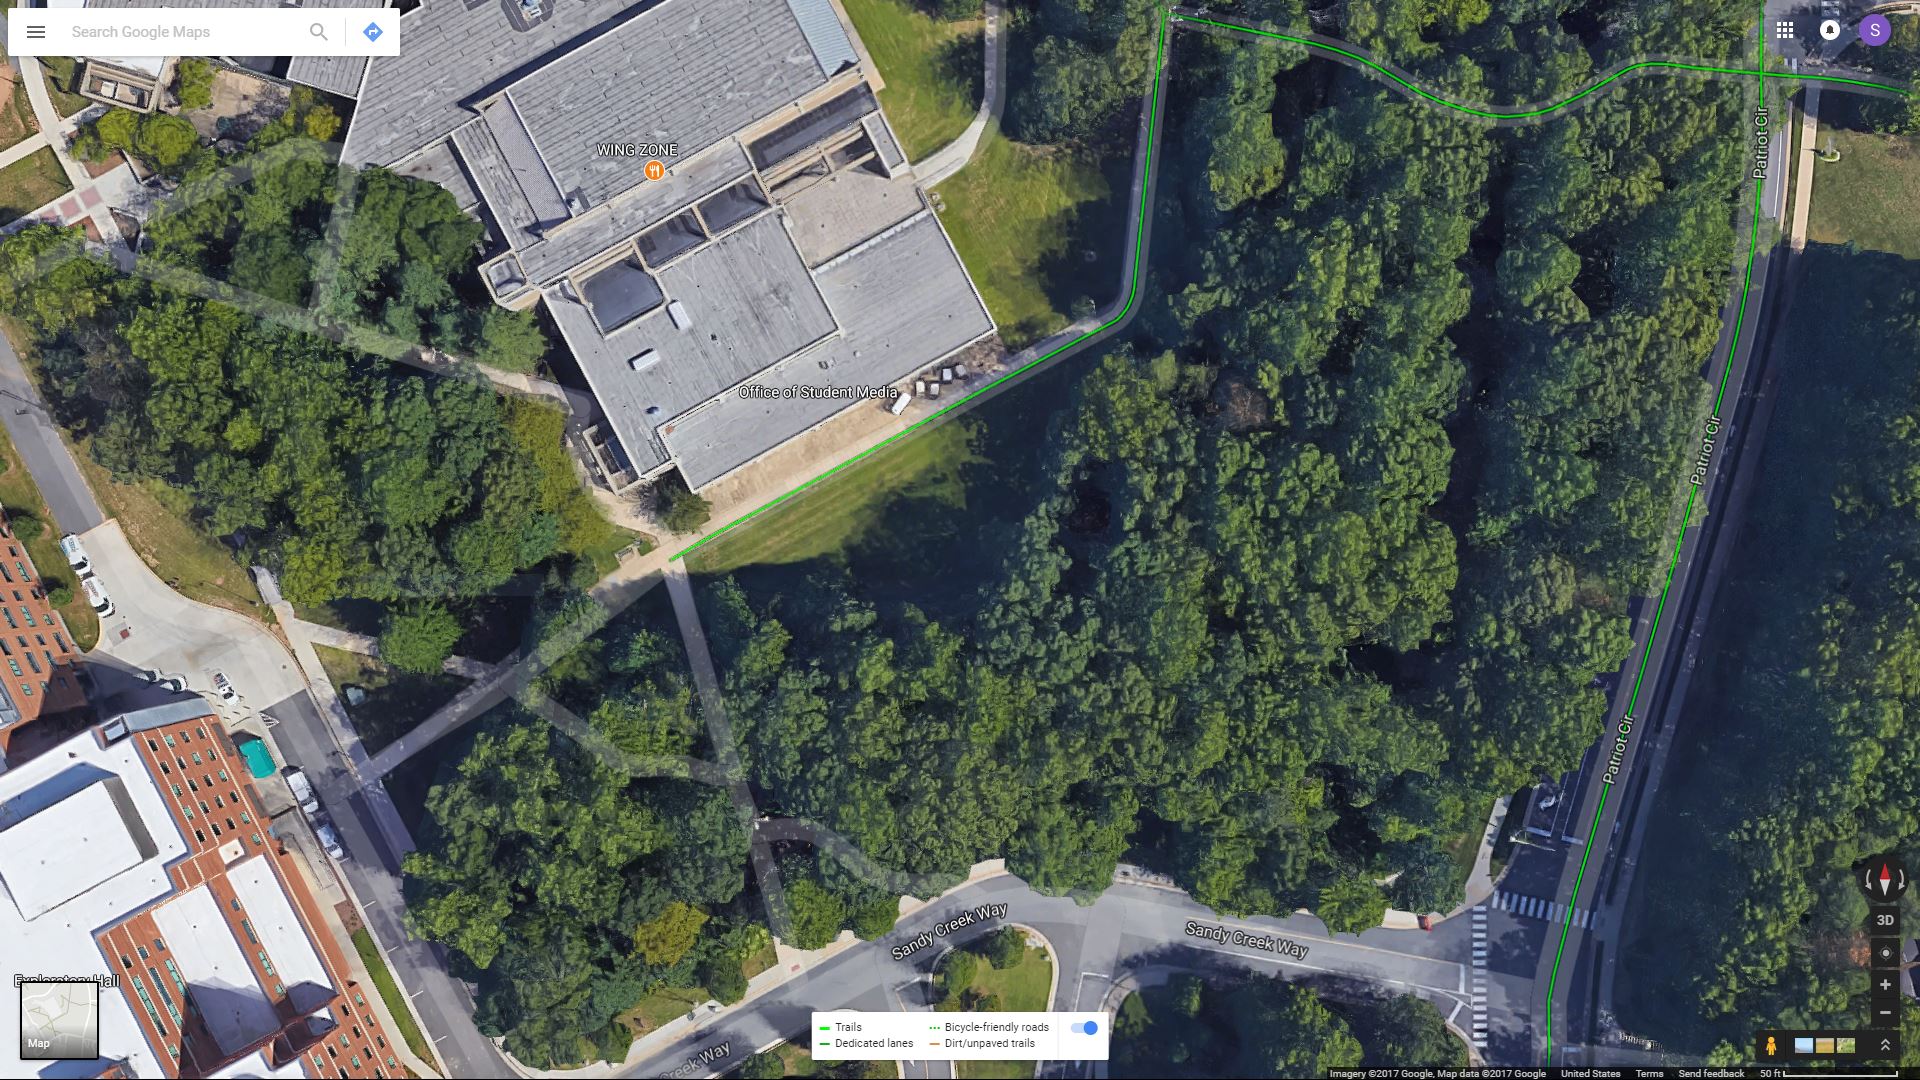 Search Google Maps
S
WING ZONE
Patriot Cir
Office of Student Media
Patriot Cir
Patriot Cir
Sandy Creek Way
Sandy Creek Way
3D
Exploratory Hall
Map
Trails
Bicycle-friendly roads
Dedicated lanes
Dirt/unpaved trails
Creek Way
Imagery ©2017 Google, Map data ©2017 Google United States Terms Send feedback 50 ft